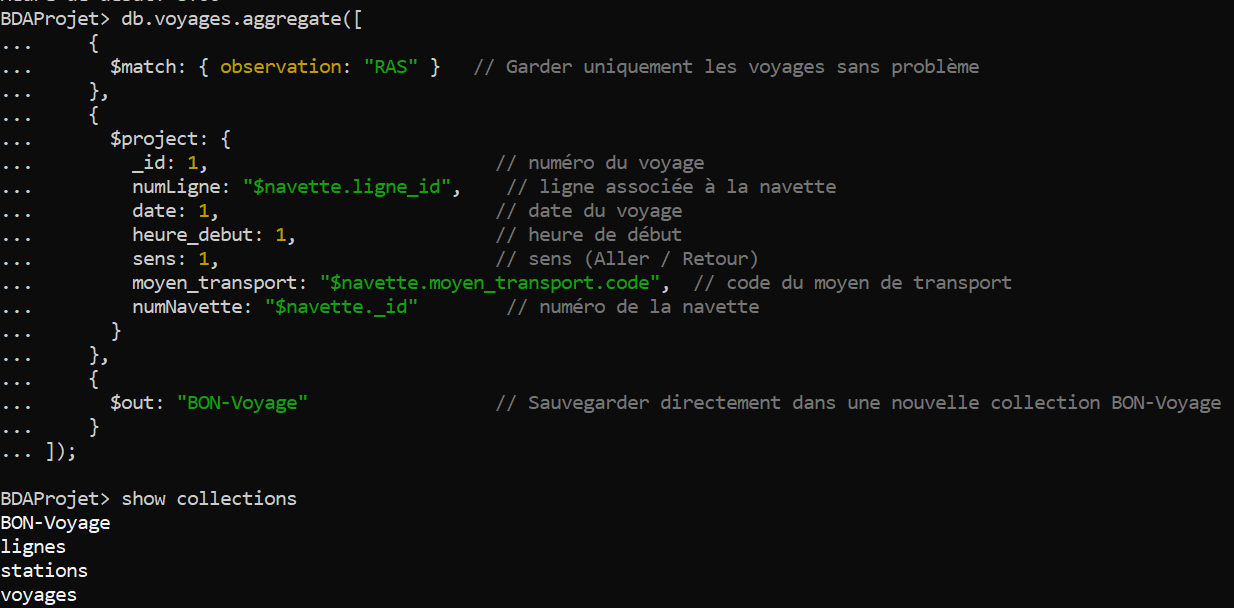 BDAProjet> db.voyages.aggregate([
...     {
...       $match: { observation: "RAS" }   // Garder uniquement les voyages sans problème
...     },
...     {
...       $project: {
...         _id: 1,                          // numéro du voyage
...         numLigne: "$navette.ligne_id",    // ligne associée à la navette
...         date: 1,                         // date du voyage
...         heure_debut: 1,                  // heure de début
...         sens: 1,                         // sens (Aller / Retour)
...         moyen_transport: "$navette.moyen_transport.code",  // code du moyen de transport
...         numNavette: "$navette._id"        // numéro de la navette
...       }
...     },
...     {
...       $out: "BON-Voyage"                 // Sauvegarder directement dans une nouvelle collection BON-Voyage
...     }
... ]);
BDAProjet> show collections
BON-Voyage
lignes
stations
voyages